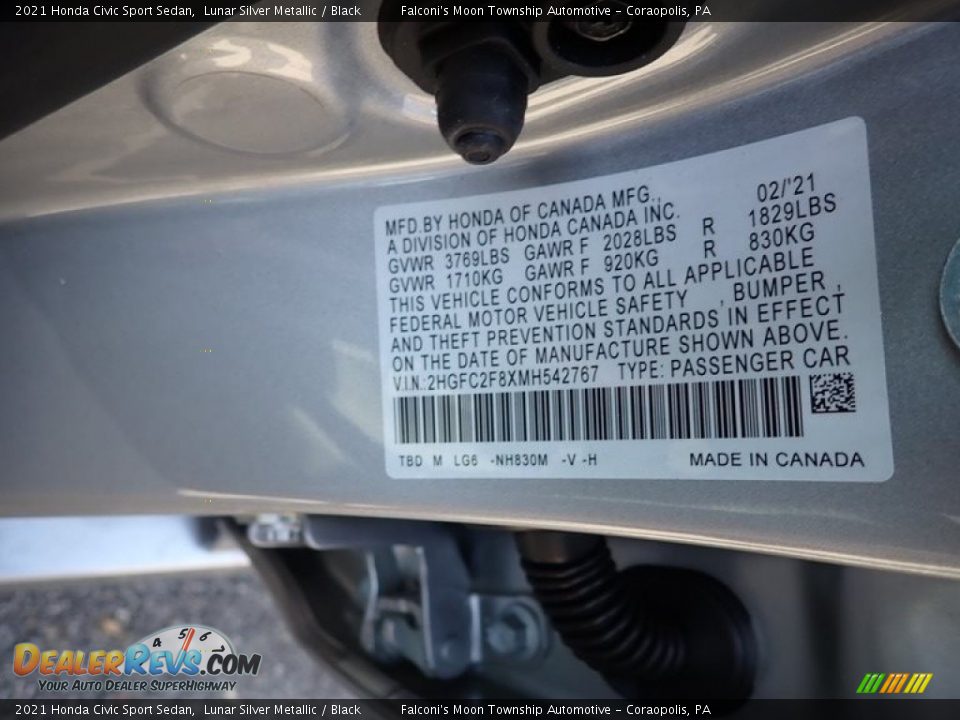 2021 Honda Civic Sport Sedan,  Lunar Silver Metallic / Black        Falconi's Moon Township Automotive - Coraopolis, PA
MFD.BY HONDA OF CANADA MFG., 02/'21
A DIVISION OF HONDA CANADA INC.
GVWR 3769LBS GAWR F 2028LBS R 1829LBS
GVWR 1710KG GAWR F 920KG R 830KG
THIS VEHICLE CONFORMS TO ALL APPLICABLE
FEDERAL MOTOR VEHICLE SAFETY , BUMPER ,
AND THEFT PREVENTION STANDARDS IN EFFECT
ON THE DATE OF MANUFACTURE SHOWN ABOVE.
V.I.N.:2HGFC2F8XMH542767 TYPE: PASSENGER CAR
TBD M LG6 -NH830M -V -H MADE IN CANADA
4 5 6
DEALERREVS.COM
YOUR AUTO DEALER SUPERHIGHWAY
2021 Honda Civic Sport Sedan,  Lunar Silver Metallic / Black        Falconi's Moon Township Automotive - Coraopolis, PA